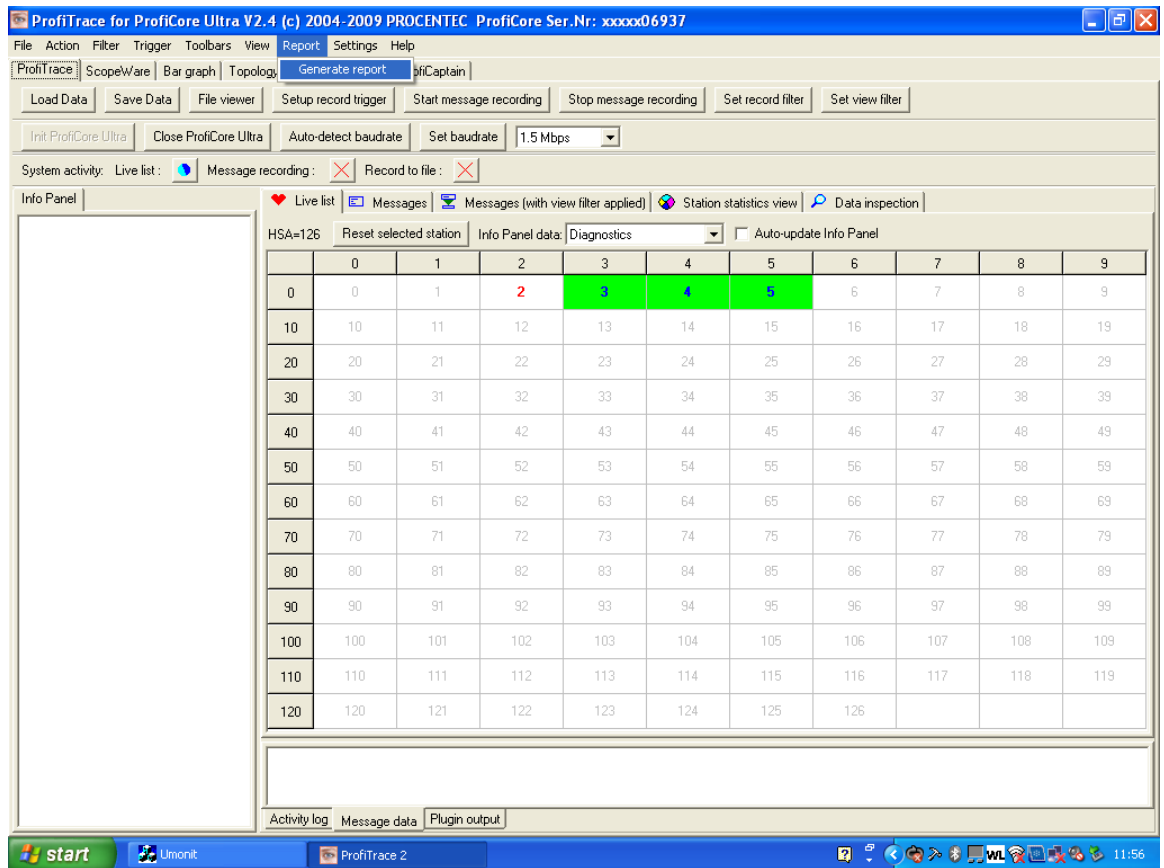 ProfiTrace for ProfiCore Ultra V2.4 (c) 2004-2009 PROCENTEC ProfiCore Ser.Nr: xxxxx06937
File Action Filter Trigger Toolbars View Report Settings Help
ProfiTrace ScopeWare Bar graph Topology Generate report ofiCaptain
Load Data Save Data File viewer Setup record trigger Start message recording Stop message recording Set record filter Set view filter
Init ProfiCore Ultra Close ProfiCore Ultra Auto-detect baudrate Set baudrate 1.5 Mbps
System activity: Live list : Message recording : Record to file :
Info Panel Live list Messages Messages (with view filter applied) Station statistics view Data inspection
HSA=126 Reset selected station Info Panel data: Diagnostics Auto-update Info Panel
0 1 2 3 4 5 6 7 8 9
0 0 1 2 3 4 5 6 7 8 9
10 10 11 12 13 14 15 16 17 18 19
20 20 21 22 23 24 25 26 27 28 29
30 30 31 32 33 34 35 36 37 38 39
40 40 41 42 43 44 45 46 47 48 49
50 50 51 52 53 54 55 56 57 58 59
60 60 61 62 63 64 65 66 67 68 69
70 70 71 72 73 74 75 76 77 78 79
80 80 81 82 83 84 85 86 87 88 89
90 90 91 92 93 94 95 96 97 98 99
100 100 101 102 103 104 105 106 107 108 109
110 110 111 112 113 114 115 116 117 118 119
120 120 121 122 123 124 125 126
Activity log Message data Plugin output
start Umonit ProfiTrace 2 WL 11:56